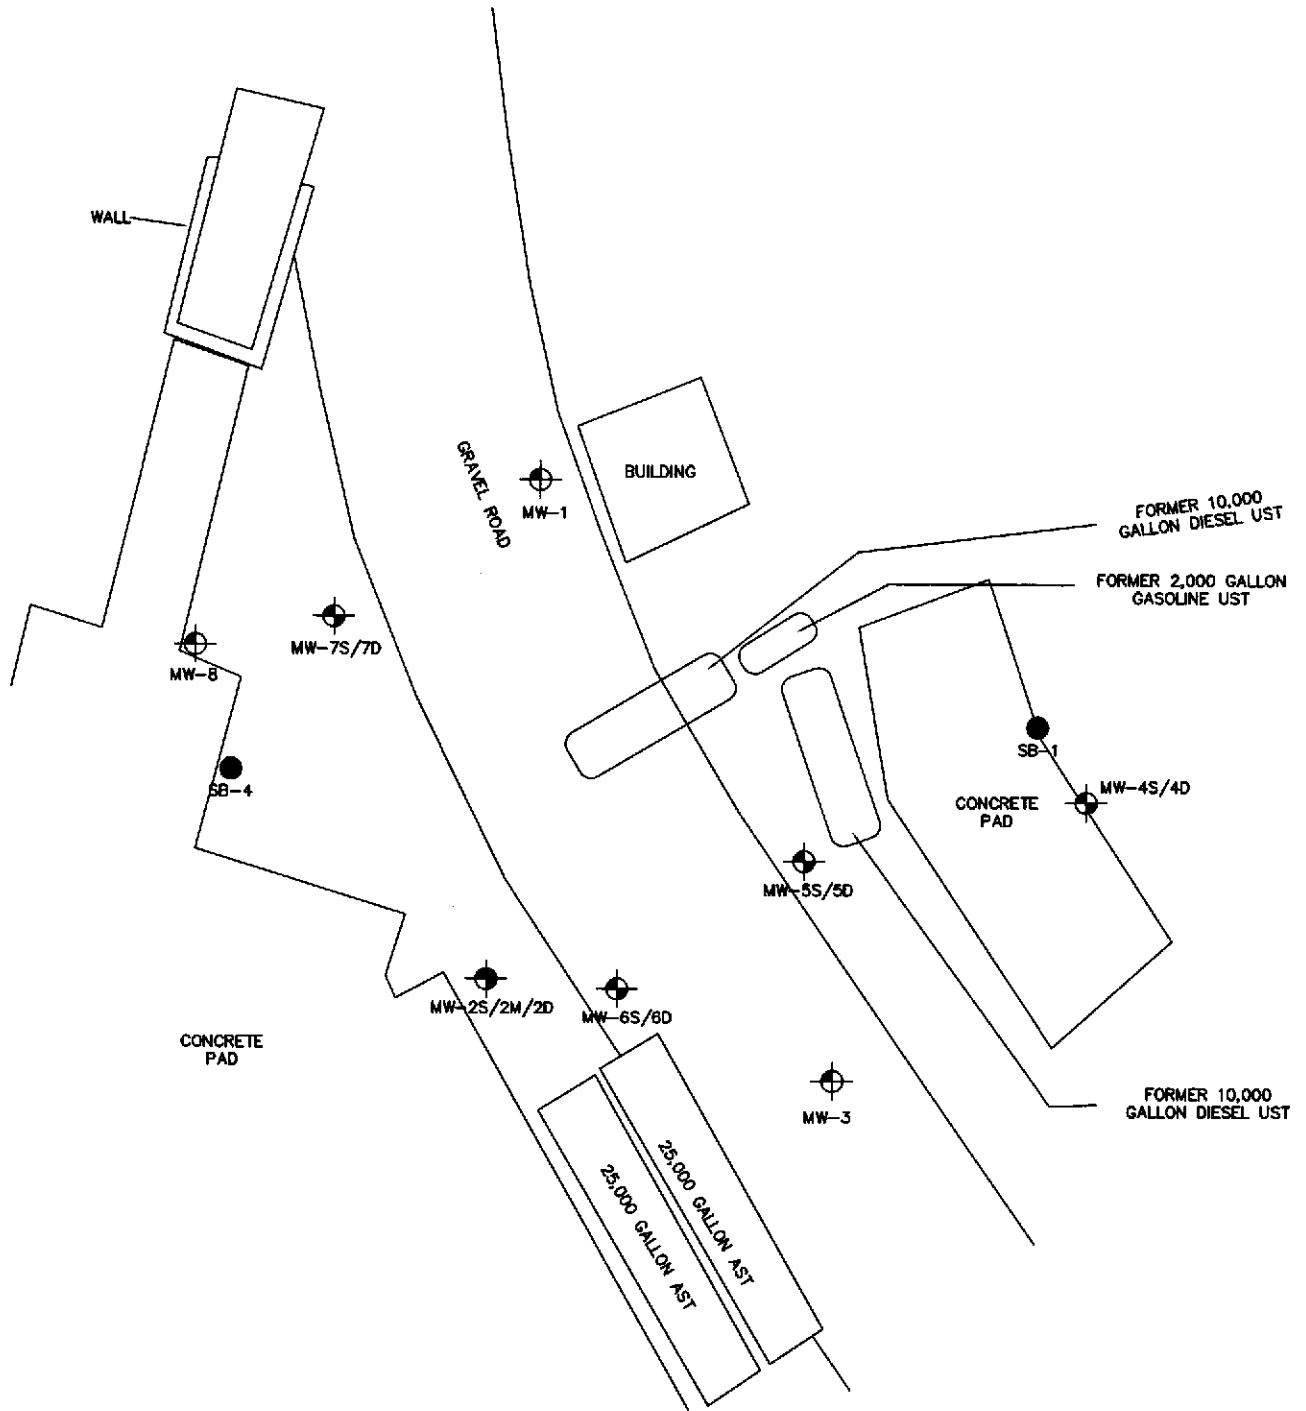 WALL
GRAVEL ROAD
BUILDING
MW-1
FORMER 10,000
GALLON DIESEL UST
FORMER 2,000 GALLON
GASOLINE UST
MW-7S/7D
MW-8
SB-1
SB-4
MW-4S/4D
CONCRETE
PAD
MW-5S/5D
MW-2S/2M/2D
MW-6S/6D
CONCRETE
PAD
MW-3
FORMER 10,000
GALLON DIESEL UST
25,000 GALLON AST
25,000 GALLON AST